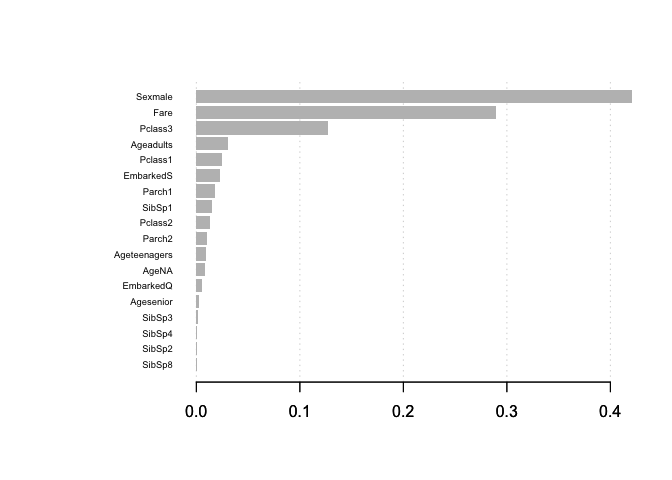 Sexmale
Fare
Pclass3
Ageadults
Pclass1
EmbarkedS
Parch1
SibSp1
Pclass2
Parch2
Ageteenagers
AgeNA
EmbarkedQ
Agesenior
SibSp3
SibSp4
SibSp2
SibSp8
0.0 0.1 0.2 0.3 0.4